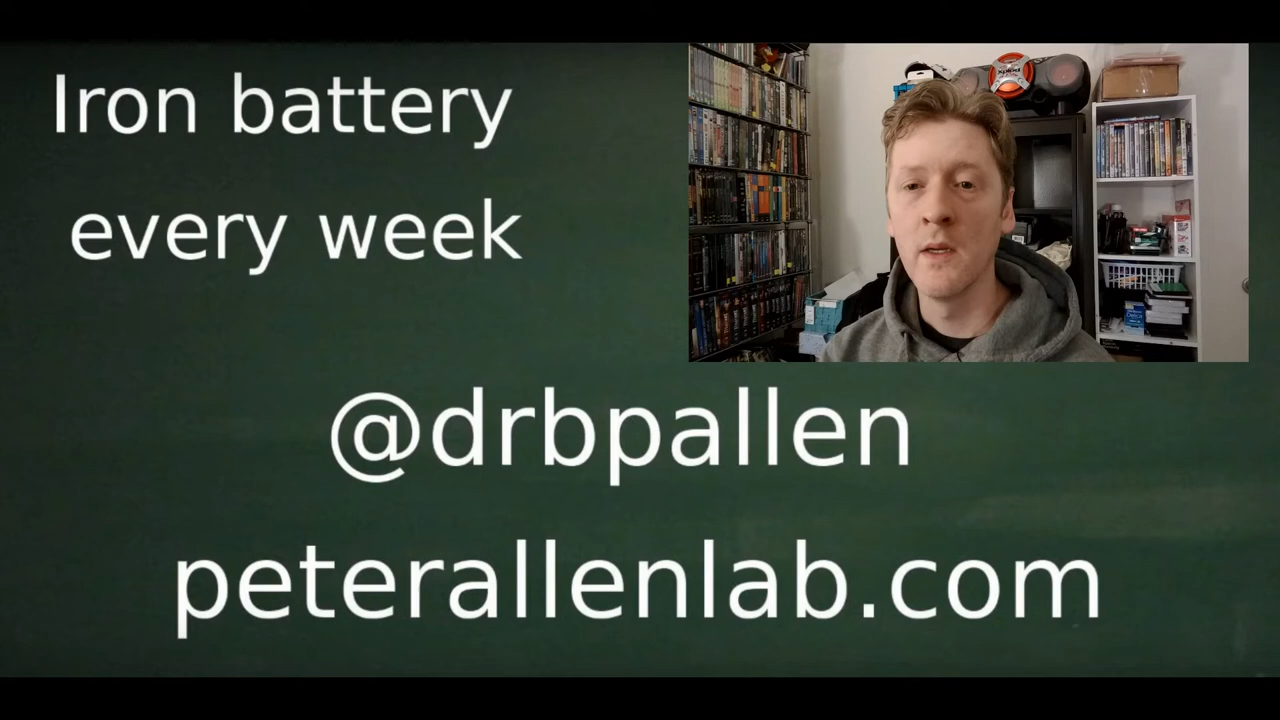 Iron battery
every week
@drbpallen
peterallenlab.com